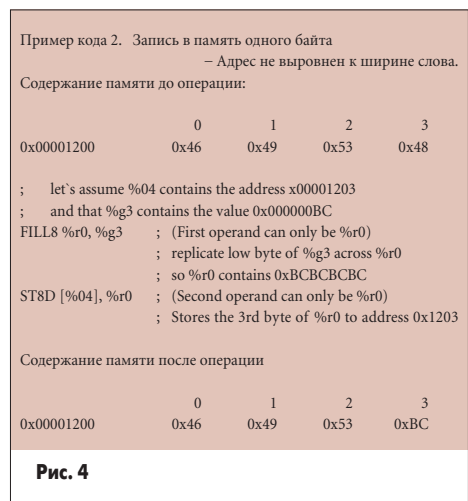 Пример кода 2. Запись в память одного байта
– Адрес не выровнен к ширине слова.
Содержание памяти до операции:
0 1 2 3
0x00001200 0x46 0x49 0x53 0x48
; let`s assume %04 contains the address x00001203
; and that %g3 contains the value 0x000000BC
FILL8 %r0, %g3 ; (First operand can only be %r0)
; replicate low byte of %g3 across %r0
; so %r0 contains 0xBCBCBCBC
ST8D [%04], %r0 ; (Second operand can only be %r0)
; Stores the 3rd byte of %r0 to address 0x1203
Содержание памяти после операции
0 1 2 3
0x00001200 0x46 0x49 0x53 0xBC
Рис. 4